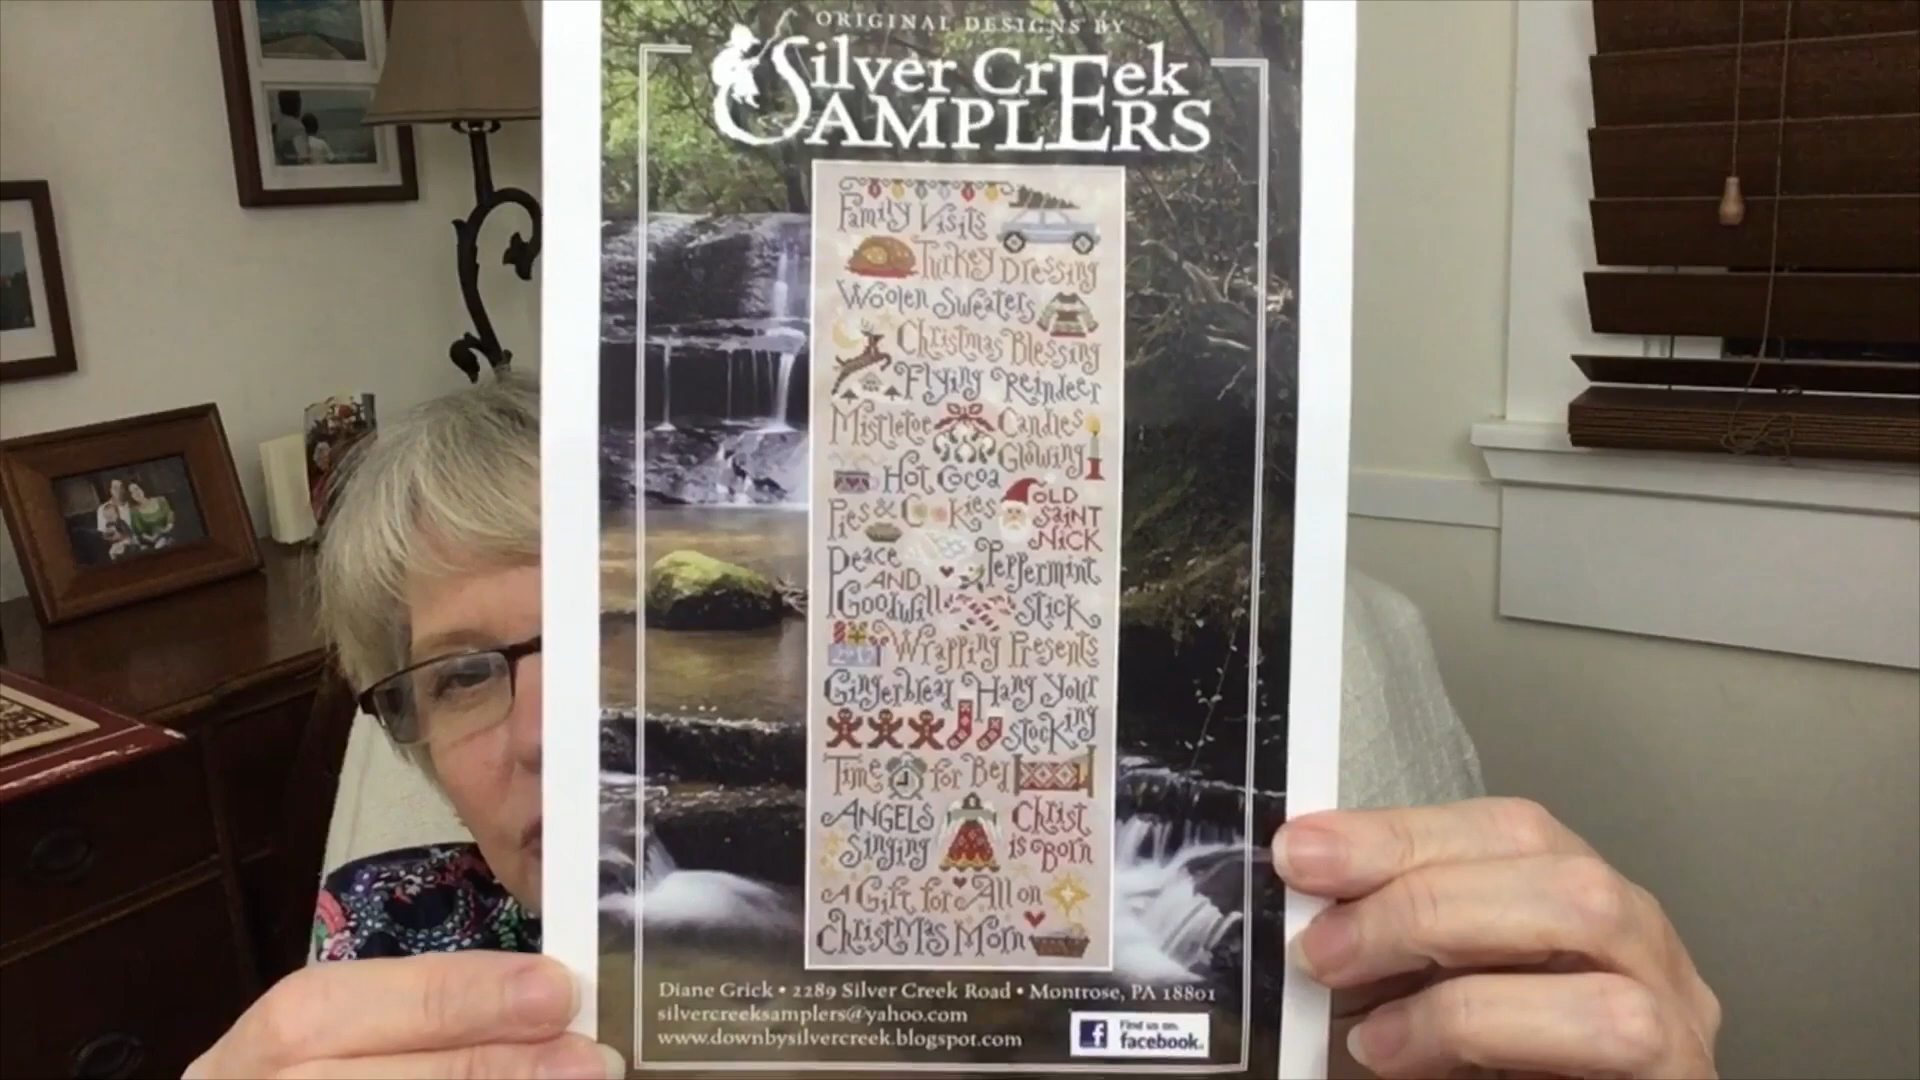 ORIGINAL DESIGNS BY
Silver Creek
SAMPLERS
Family Visits
Turkey Dressing
Woolen Sweaters
Christmas Blessing
Flying Reindeer
Mistletoe Candles
Glowing
Hot Cocoa
Pies & Cookies
OLD
SAINT
NICK
Peace
AND
Goodwill
Peppermint
Stick
Wrapping Presents
Gingerbread Hang Your
Stocking
Time for Bed
ANGELS
Singing
Christ
is Born
A Gift for All on
Christmas Morn
Diane Grick • 2289 Silver Creek Road • Montrose, PA 18801
silvercreeksamplers@yahoo.com
www.downbysilvercreek.blogspot.com
f
Find us on
facebook.